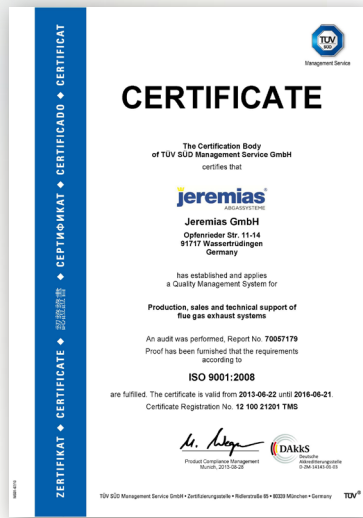 TÜV
SÜD
Management Service
CERTIFICATE
The Certification Body
of TÜV SÜD Management Service GmbH
certifies that
jeremias®
ABGASSYSTEME
Jeremias GmbH
Opfenrieder Str. 11-14
91717 Wassertrüdingen
Germany
has established and applies
a Quality Management System for
Production, sales and technical support of
flue gas exhaust systems
An audit was performed, Report No. 70057179
Proof has been furnished that the requirements
according to
ISO 9001:2008
are fulfilled. The certificate is valid from 2013-06-22 until 2016-06-21.
Certificate Registration No. 12 100 21201 TMS
Product Compliance Management
Munich, 2013-08-28
DAkkS
Deutsche
Akkreditierungsstelle
D-ZM-14143-01-03
TÜV SÜD Management Service GmbH • Zertifizierungsstelle • Ridlerstraße 65 • 80339 München • Germany
TÜV®
ZERTIFIKAT ◆ CERTIFICATE ◆ 認證證書 ◆ СЕРТИФИКАТ ◆ CERTIFICADO ◆ CERTIFICAT